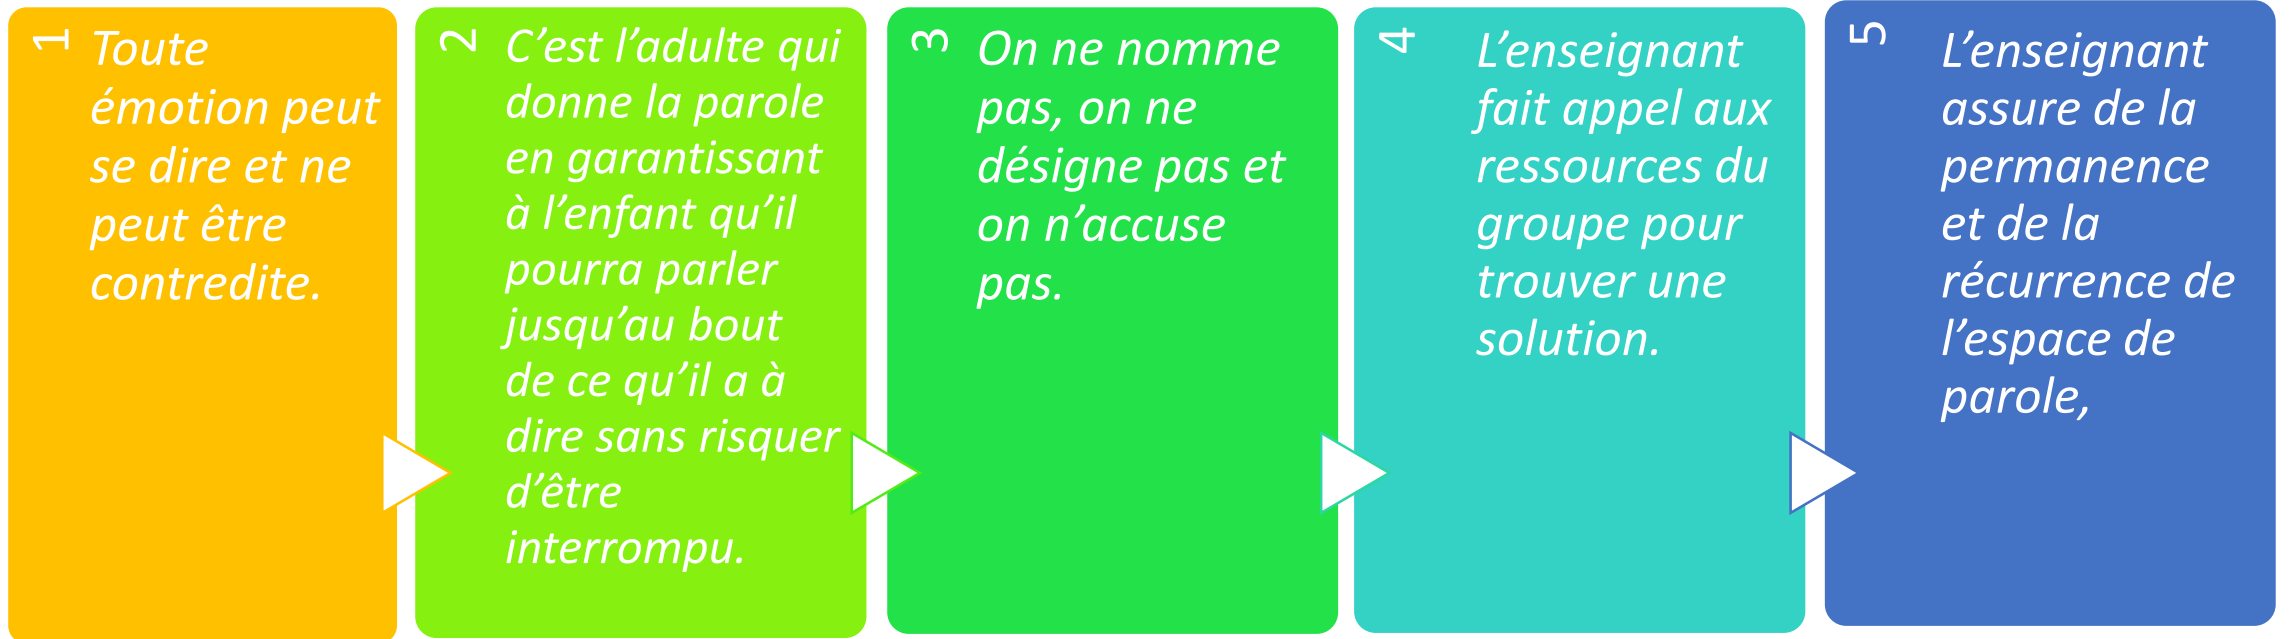 1
Toute
émotion peut
se dire et ne
peut être
contredite.
2
C’est l’adulte qui
donne la parole
en garantissant
à l’enfant qu’il
pourra parler
jusqu’au bout
de ce qu’il a à
dire sans risquer
d’être
interrompu.
3
On ne nomme
pas, on ne
désigne pas et
on n’accuse
pas.
4
L’enseignant
fait appel aux
ressources du
groupe pour
trouver une
solution.
5
L’enseignant
assure de la
permanence
et de la
récurrence de
l’espace de
parole,